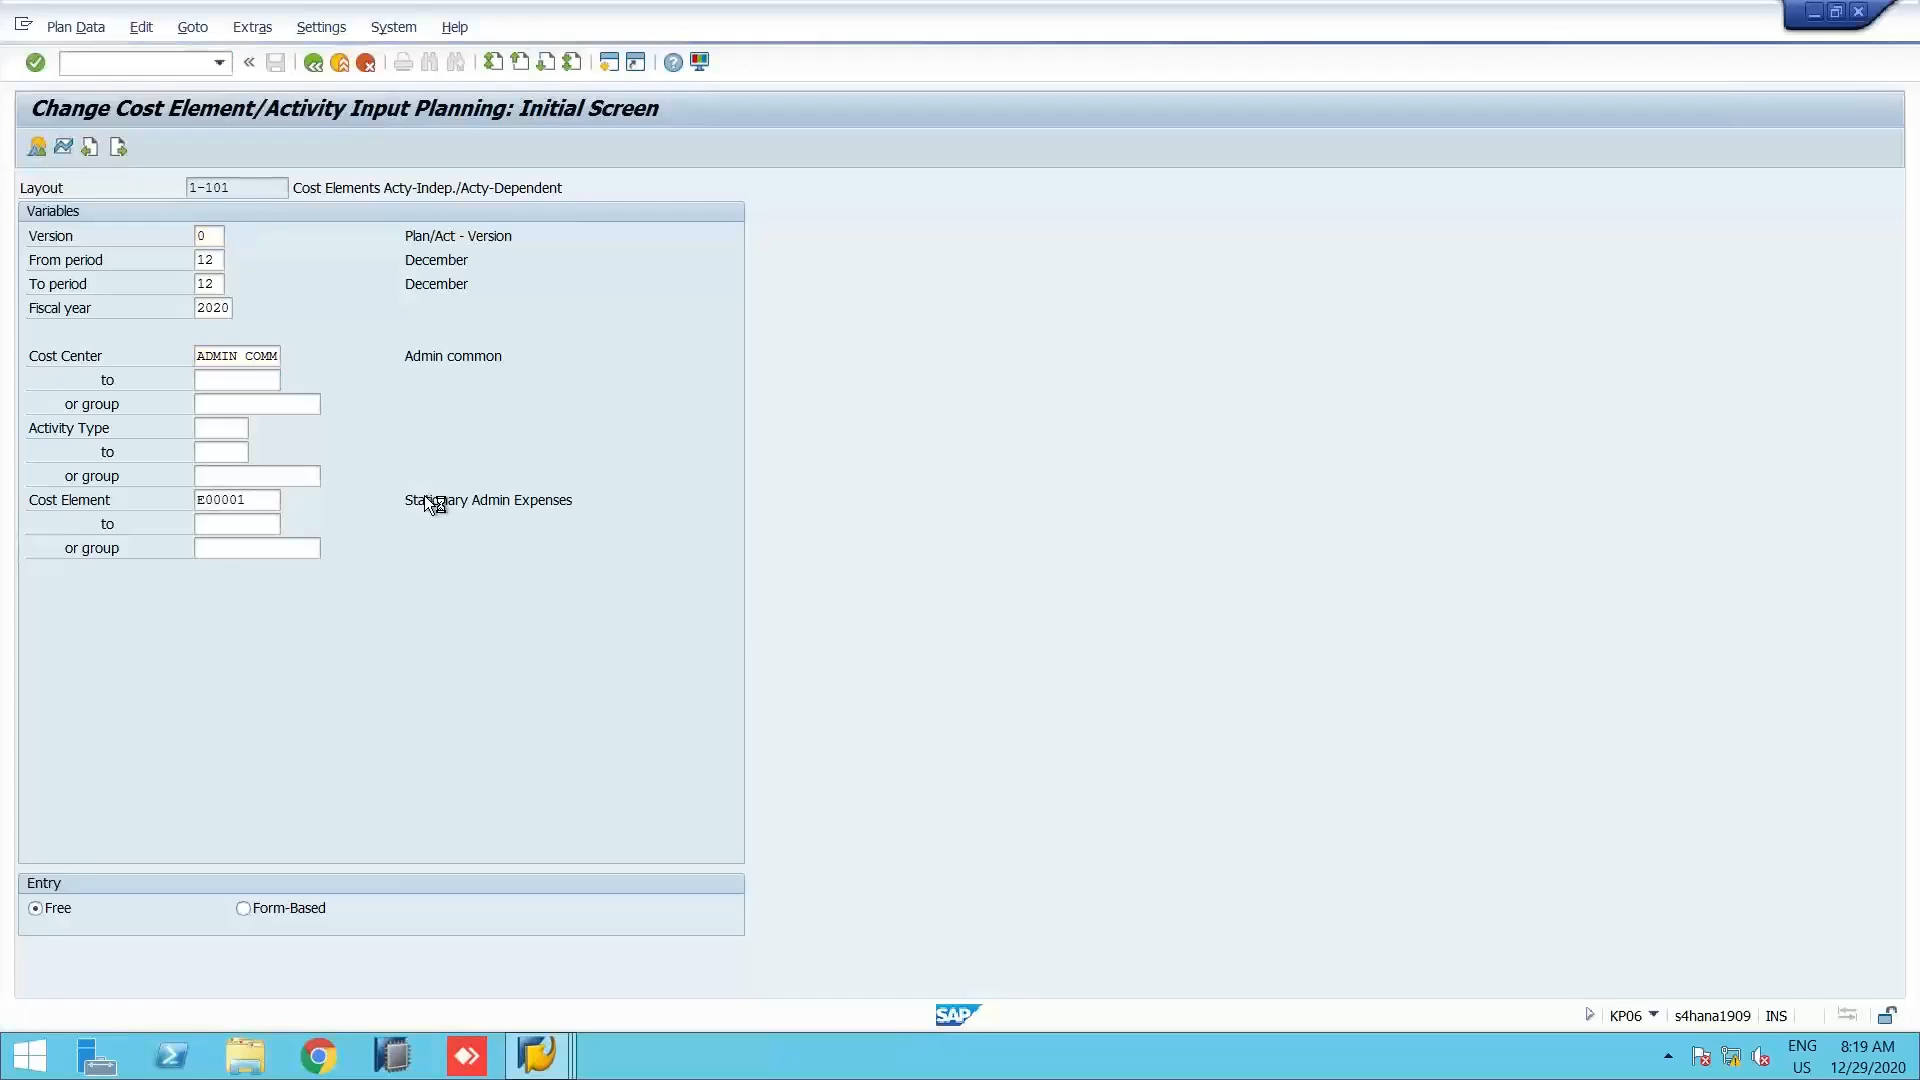 Plan Data Edit Goto Extras Settings System Help
Change Cost Element/Activity Input Planning: Initial Screen
Layout 1-101 Cost Elements Acty-Indep./Acty-Dependent
Variables
Version 0 Plan/Act - Version
From period 12 December
To period 12 December
Fiscal year 2020
Cost Center ADMIN COMM Admin common
to
or group
Activity Type
to
or group
Cost Element E00001 Stationary Admin Expenses
to
or group
Entry
Free Form-Based
SAP KP06 s4hana1909 INS
ENG 8:19 AM
US 12/29/2020